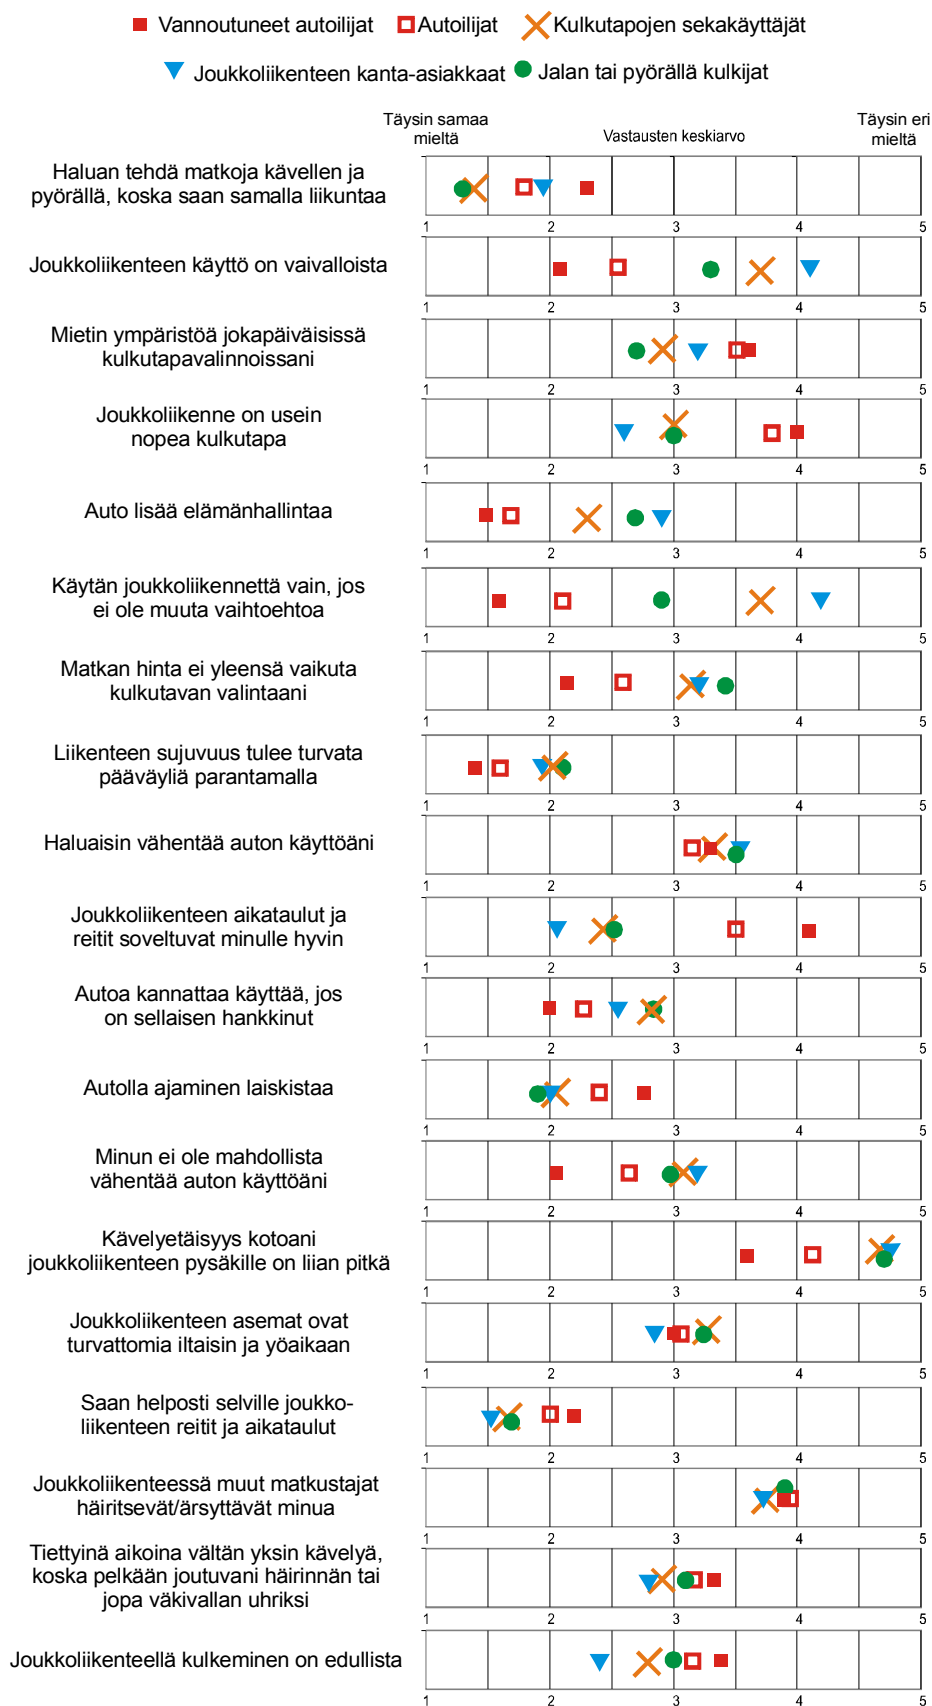 Vannoutuneet autoilijat Autoilijat Kulkutapojen sekakäyttäjät
Joukkoliikenteen kanta-asiakkaat Jalan tai pyörällä kulkijat
Täysin samaa
mieltä
Vastausten keskiarvo
Täysin eri
mieltä
Haluan tehdä matkoja kävellen ja
pyörällä, koska saan samalla liikuntaa
1 2 3 4 5
Joukkoliikenteen käyttö on vaivalloista
1 2 3 4 5
Mietin ympäristöä jokapäiväisissä
kulkutapavalinnoissani
1 2 3 4 5
Joukkoliikenne on usein
nopea kulkutapa
1 2 3 4 5
Auto lisää elämänhallintaa
1 2 3 4 5
Käytän joukkoliikennettä vain, jos
ei ole muuta vaihtoehtoa
1 2 3 4 5
Matkan hinta ei yleensä vaikuta
kulkutavan valintaani
1 2 3 4 5
Liikenteen sujuvuus tulee turvata
pääväyliä parantamalla
1 2 3 4 5
Haluaisin vähentää auton käyttöäni
1 2 3 4 5
Joukkoliikenteen aikataulut ja
reitit soveltuvat minulle hyvin
1 2 3 4 5
Autoa kannattaa käyttää, jos
on sellaisen hankkinut
1 2 3 4 5
Autolla ajaminen laiskistaa
1 2 3 4 5
Minun ei ole mahdollista
vähentää auton käyttöäni
1 2 3 4 5
Kävelyetäisyys kotoani
joukkoliikenteen pysäkille on liian pitkä
1 2 3 4 5
Joukkoliikenteen asemat ovat
turvattomia iltaisin ja yöaikaan
1 2 3 4 5
Saan helposti selville joukko-
liikenteen reitit ja aikataulut
1 2 3 4 5
Joukkoliikenteessä muut matkustajat
häiritsevät/ärsyttävät minua
1 2 3 4 5
Tiettyinä aikoina vältän yksin kävelyä,
koska pelkään joutuvani häirinnän tai
jopa väkivallan uhriksi
1 2 3 4 5
Joukkoliikenteellä kulkeminen on edullista
1 2 3 4 5